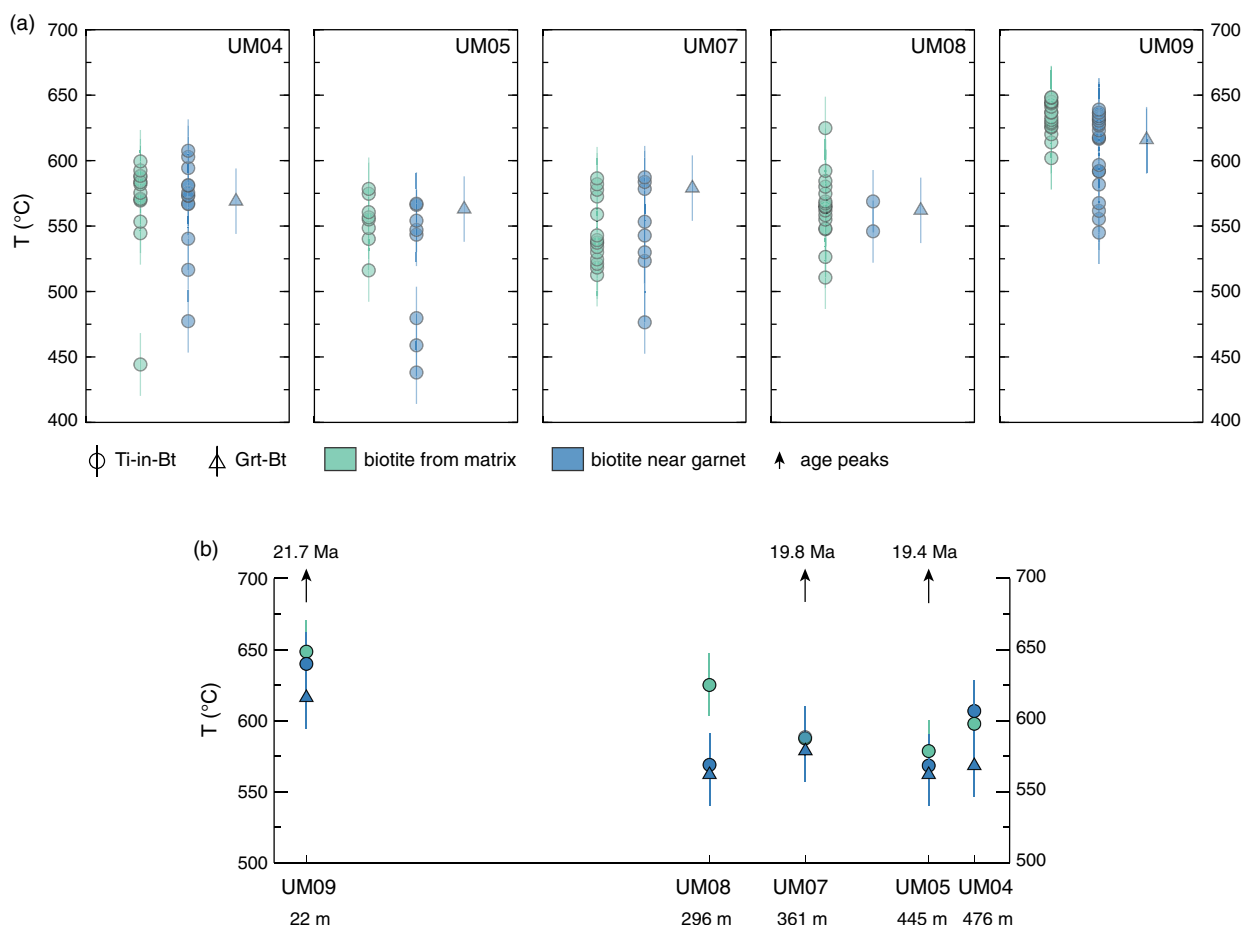 (a)
UM04 UM05 UM07 UM08 UM09
700 700
650 650
600 600
550 550
500 500
450 450
400 400
T (°C)
Ti-in-Bt Grt-Bt biotite from matrix biotite near garnet age peaks
(b)
21.7 Ma 19.8 Ma 19.4 Ma
700 700
650 650
600 600
550 550
500 500
T (°C)
UM09 UM08 UM07 UM05 UM04
22 m 296 m 361 m 445 m 476 m